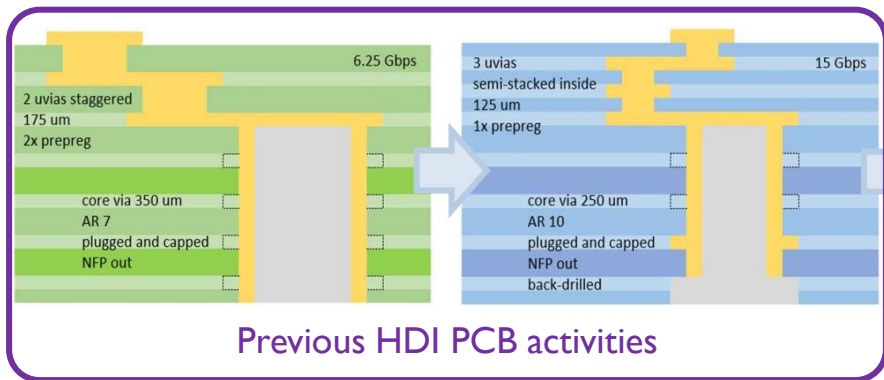 6.25 Gbps
2 uvias staggered
175 um
2x prepreg
core via 350 um
AR 7
plugged and capped
NFP out
3 uvias
15 Gbps
semi-stacked inside
125 um
1x prepreg
core via 250 um
AR 10
plugged and capped
NFP out
back-drilled
Previous HDI PCB activities